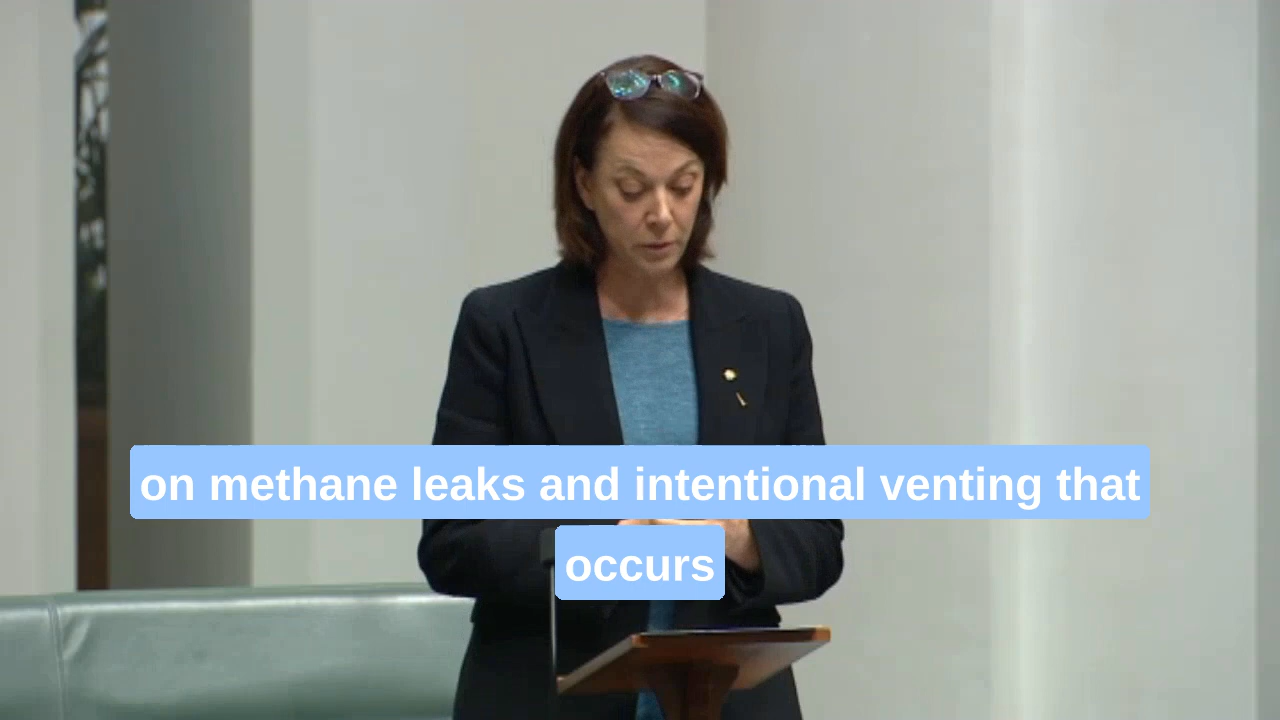 on methane leaks and intentional venting that
occurs